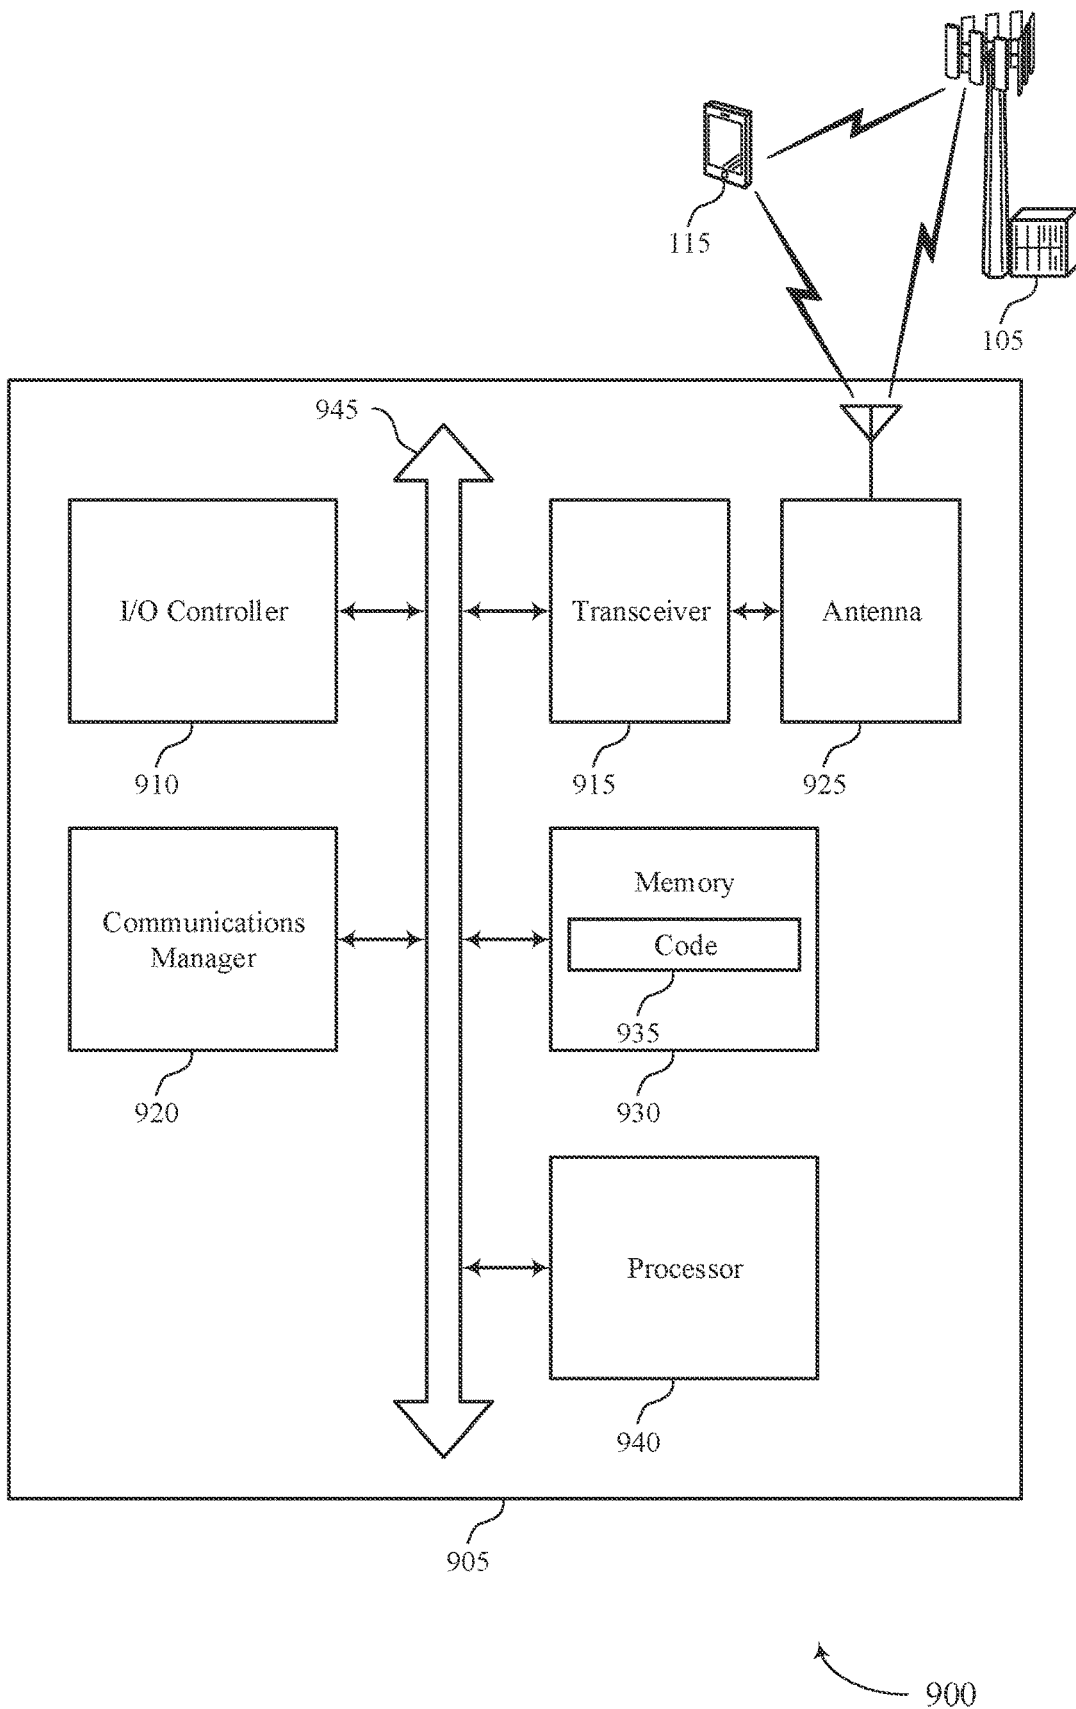 115
105
945
I/O Controller
Transceiver
Antenna
910
915
925
Communications
Manager
Memory
Code
935
920
930
Processor
940
905
900